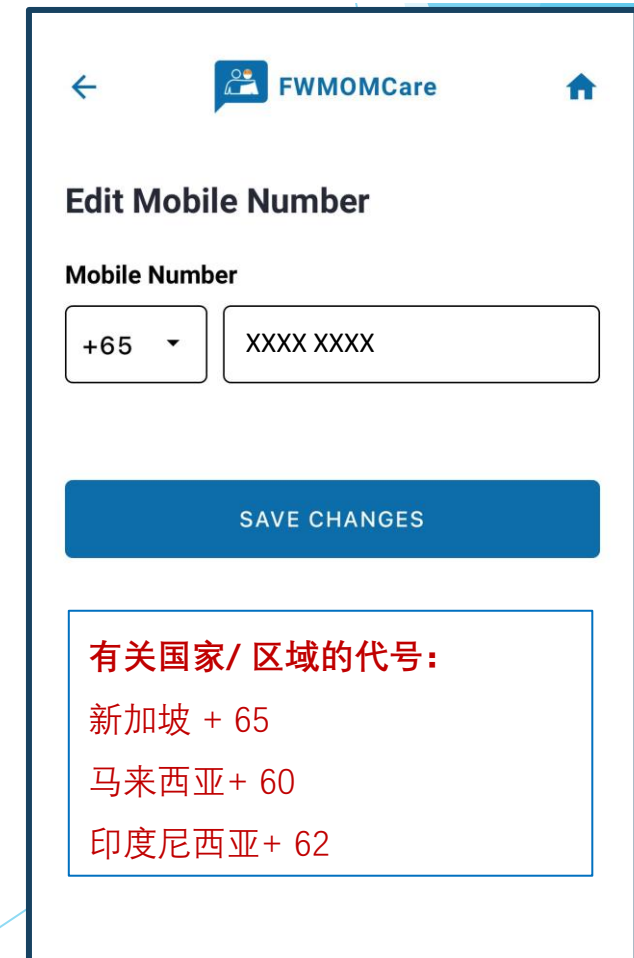 FWMOMCare
Edit Mobile Number
Mobile Number
+65 XXXX XXXX
SAVE CHANGES
有关国家/ 区域的代号：
新加坡 + 65
马来西亚+ 60
印度尼西亚+ 62